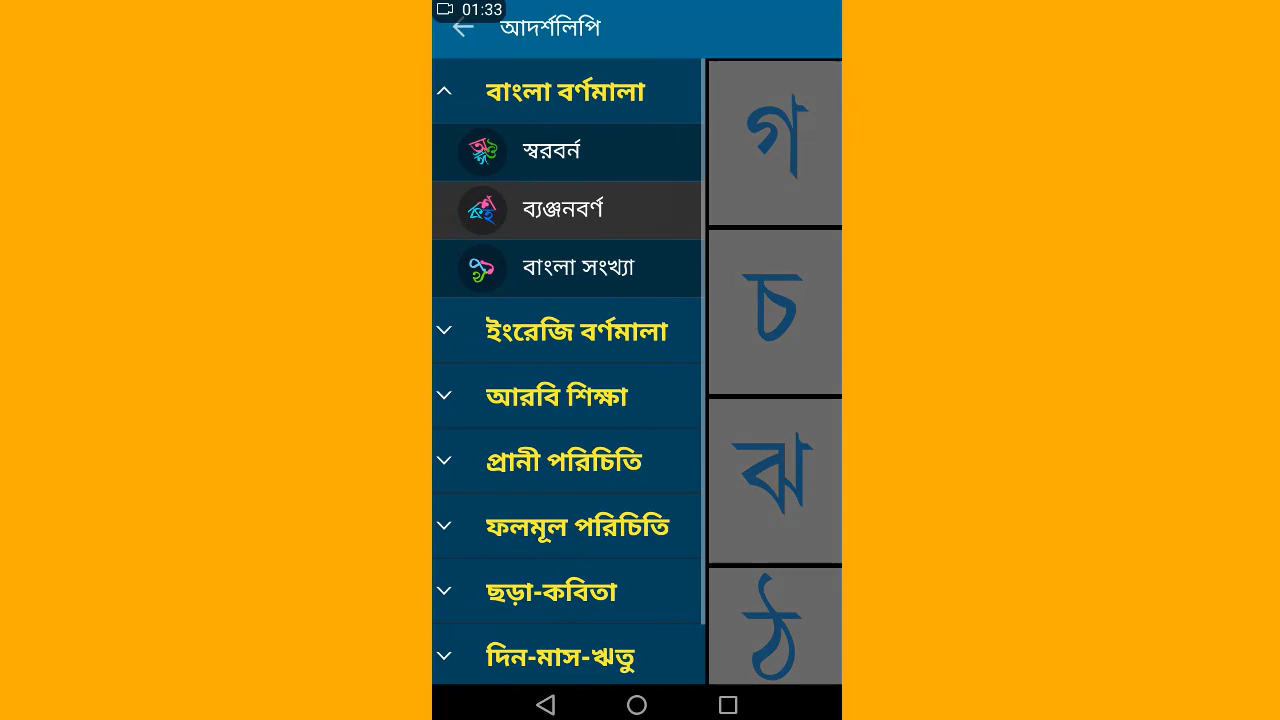 01:33
আদর্শলিপি
বাংলা বর্ণমালা
স্বরবর্ন
ব্যঞ্জনবর্ণ
বাংলা সংখ্যা
ইংরেজি বর্ণমালা
আরবি শিক্ষা
প্রানী পরিচিতি
ফলমূল পরিচিতি
ছড়া-কবিতা
দিন-মাস-ঋতু
গ
চ
ঝ
ঠ